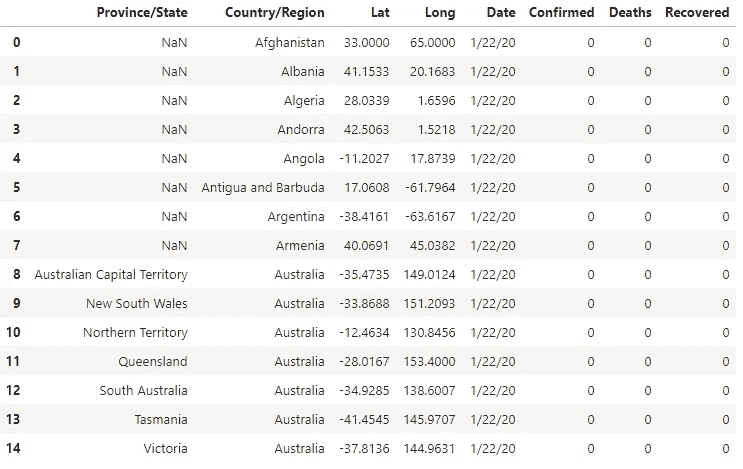 Province/State Country/Region Lat Long Date Confirmed Deaths Recovered
0 NaN Afghanistan 33.0000 65.0000 1/22/20 0 0 0
1 NaN Albania 41.1533 20.1683 1/22/20 0 0 0
2 NaN Algeria 28.0339 1.6596 1/22/20 0 0 0
3 NaN Andorra 42.5063 1.5218 1/22/20 0 0 0
4 NaN Angola -11.2027 17.8739 1/22/20 0 0 0
5 NaN Antigua and Barbuda 17.0608 -61.7964 1/22/20 0 0 0
6 NaN Argentina -38.4161 -63.6167 1/22/20 0 0 0
7 NaN Armenia 40.0691 45.0382 1/22/20 0 0 0
8 Australian Capital Territory Australia -35.4735 149.0124 1/22/20 0 0 0
9 New South Wales Australia -33.8688 151.2093 1/22/20 0 0 0
10 Northern Territory Australia -12.4634 130.8456 1/22/20 0 0 0
11 Queensland Australia -28.0167 153.4000 1/22/20 0 0 0
12 South Australia Australia -34.9285 138.6007 1/22/20 0 0 0
13 Tasmania Australia -41.4545 145.9707 1/22/20 0 0 0
14 Victoria Australia -37.8136 144.9631 1/22/20 0 0 0